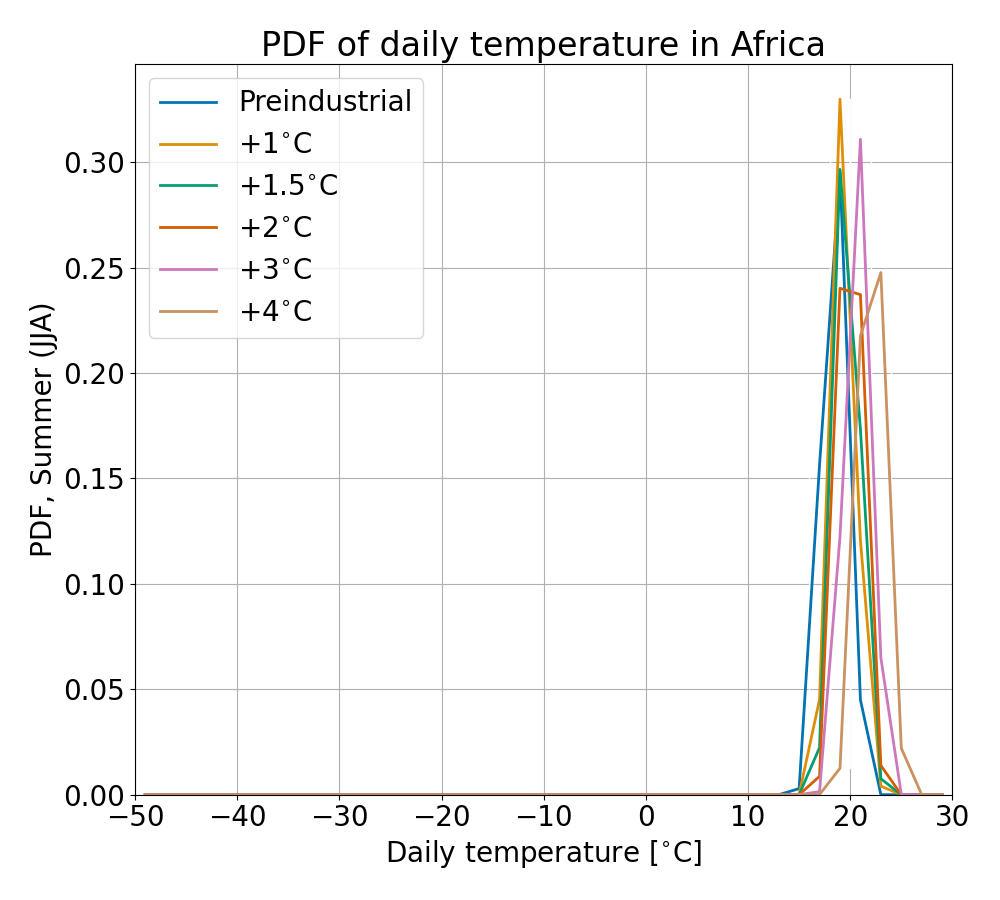 PDF of daily temperature in Africa
Preindustrial
+1°C
+1.5°C
+2°C
+3°C
+4°C
PDF, Summer (JJA)
0.30
0.25
0.20
0.15
0.10
0.05
0.00
−50 −40 −30 −20 −10 0 10 20 30
Daily temperature [°C]